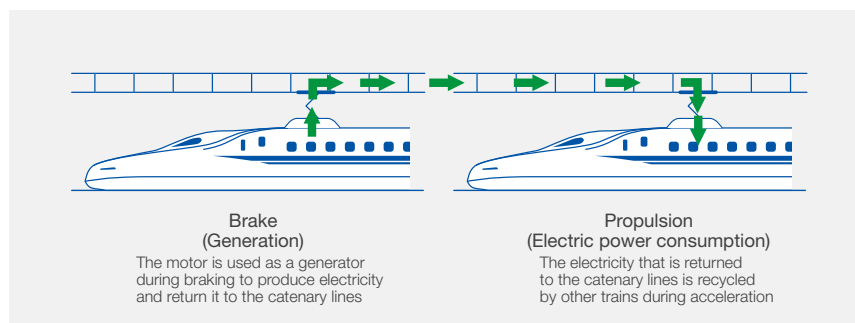 Brake
(Generation)
The motor is used as a generator
during braking to produce electricity
and return it to the catenary lines
Propulsion
(Electric power consumption)
The electricity that is returned
to the catenary lines is recycled
by other trains during acceleration